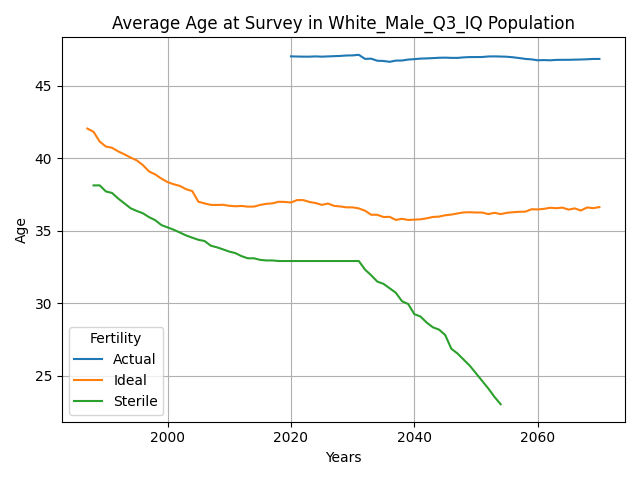 Average Age at Survey in White_Male_Q3_IQ Population
Age
45
40
35
30
25
Fertility
Actual
Ideal
Sterile
2000
2020
2040
2060
Years